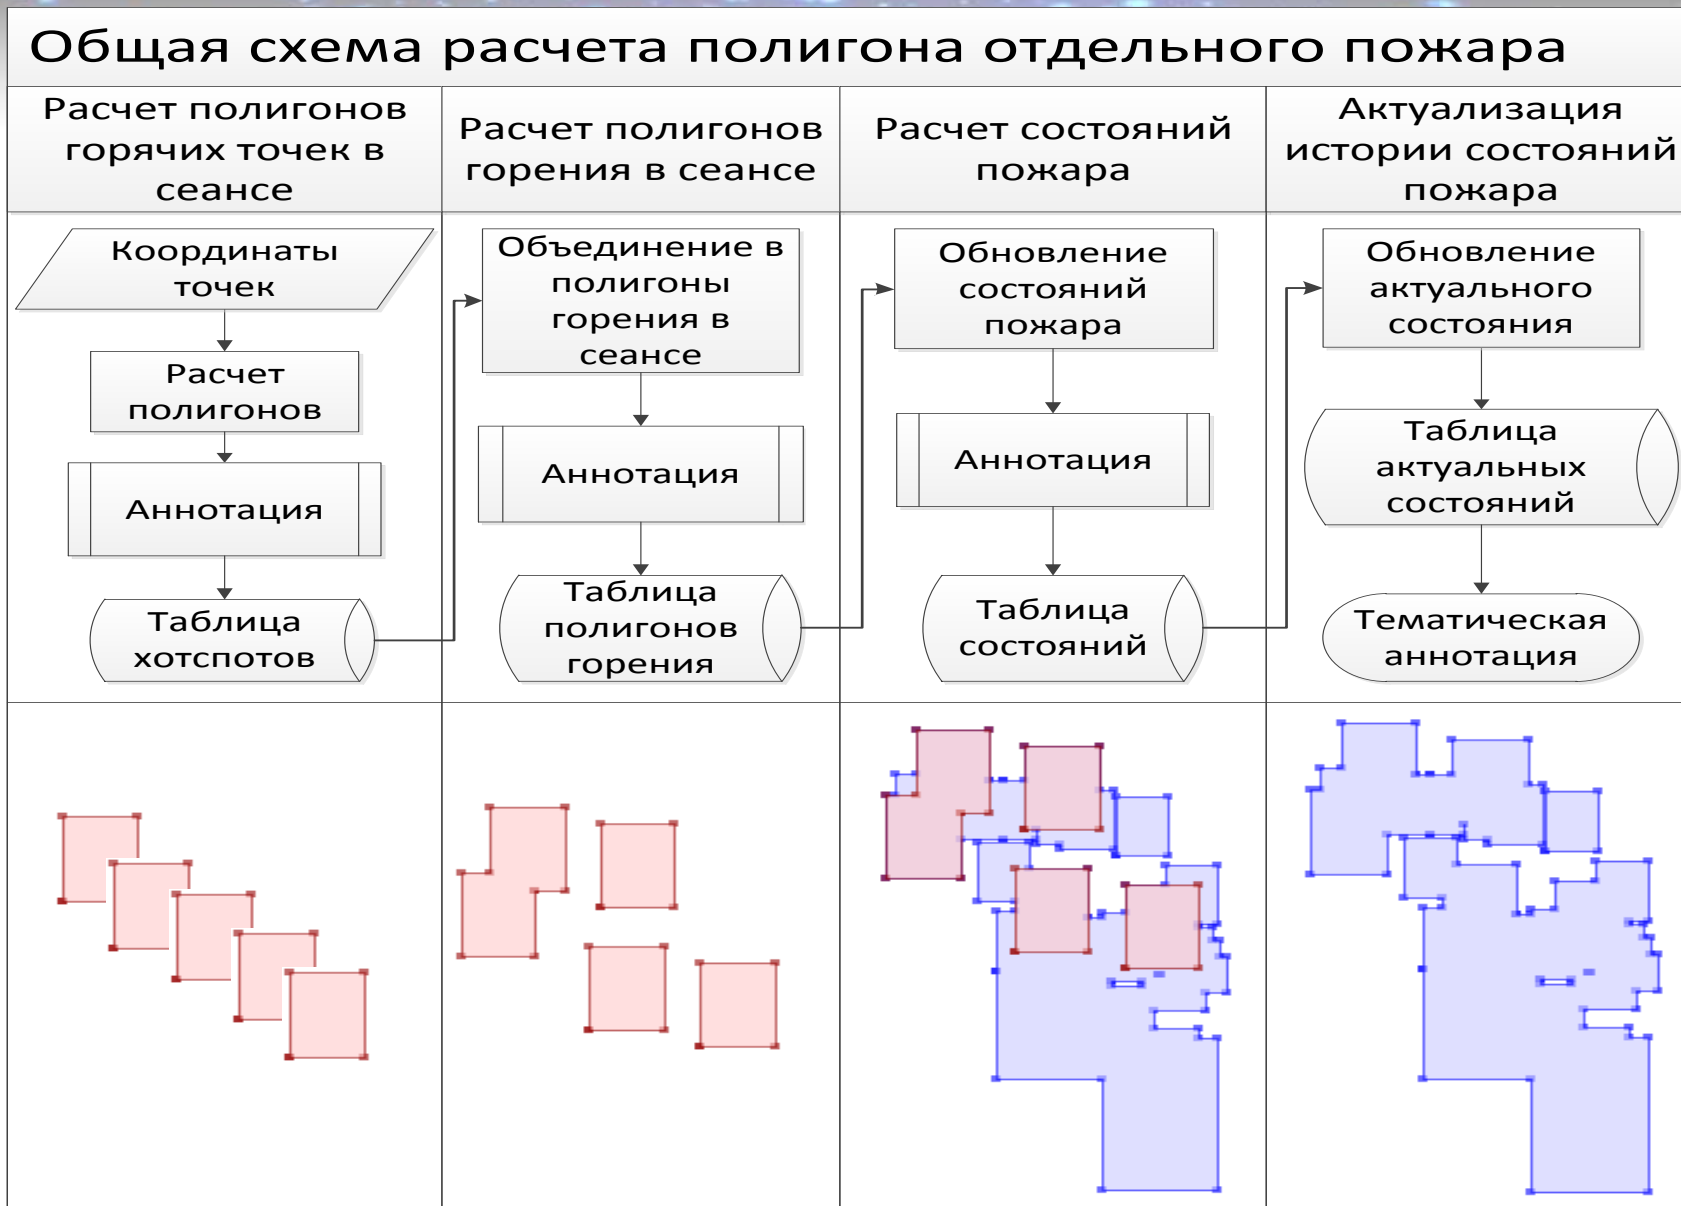 Общая схема расчета полигона отдельного пожара
Расчет полигонов
горячих точек в
сеансе
Расчет полигонов
горения в сеансе
Расчет состояний
пожара
Актуализация
истории состояний
пожара
Координаты
точек
Расчет
полигонов
Аннотация
Таблица
хотспотов
Объединение в
полигоны
горения в
сеансе
Аннотация
Таблица
полигонов
горения
Обновление
состояний
пожара
Аннотация
Таблица
состояний
Обновление
актуального
состояния
Таблица
актуальных
состояний
Тематическая
аннотация